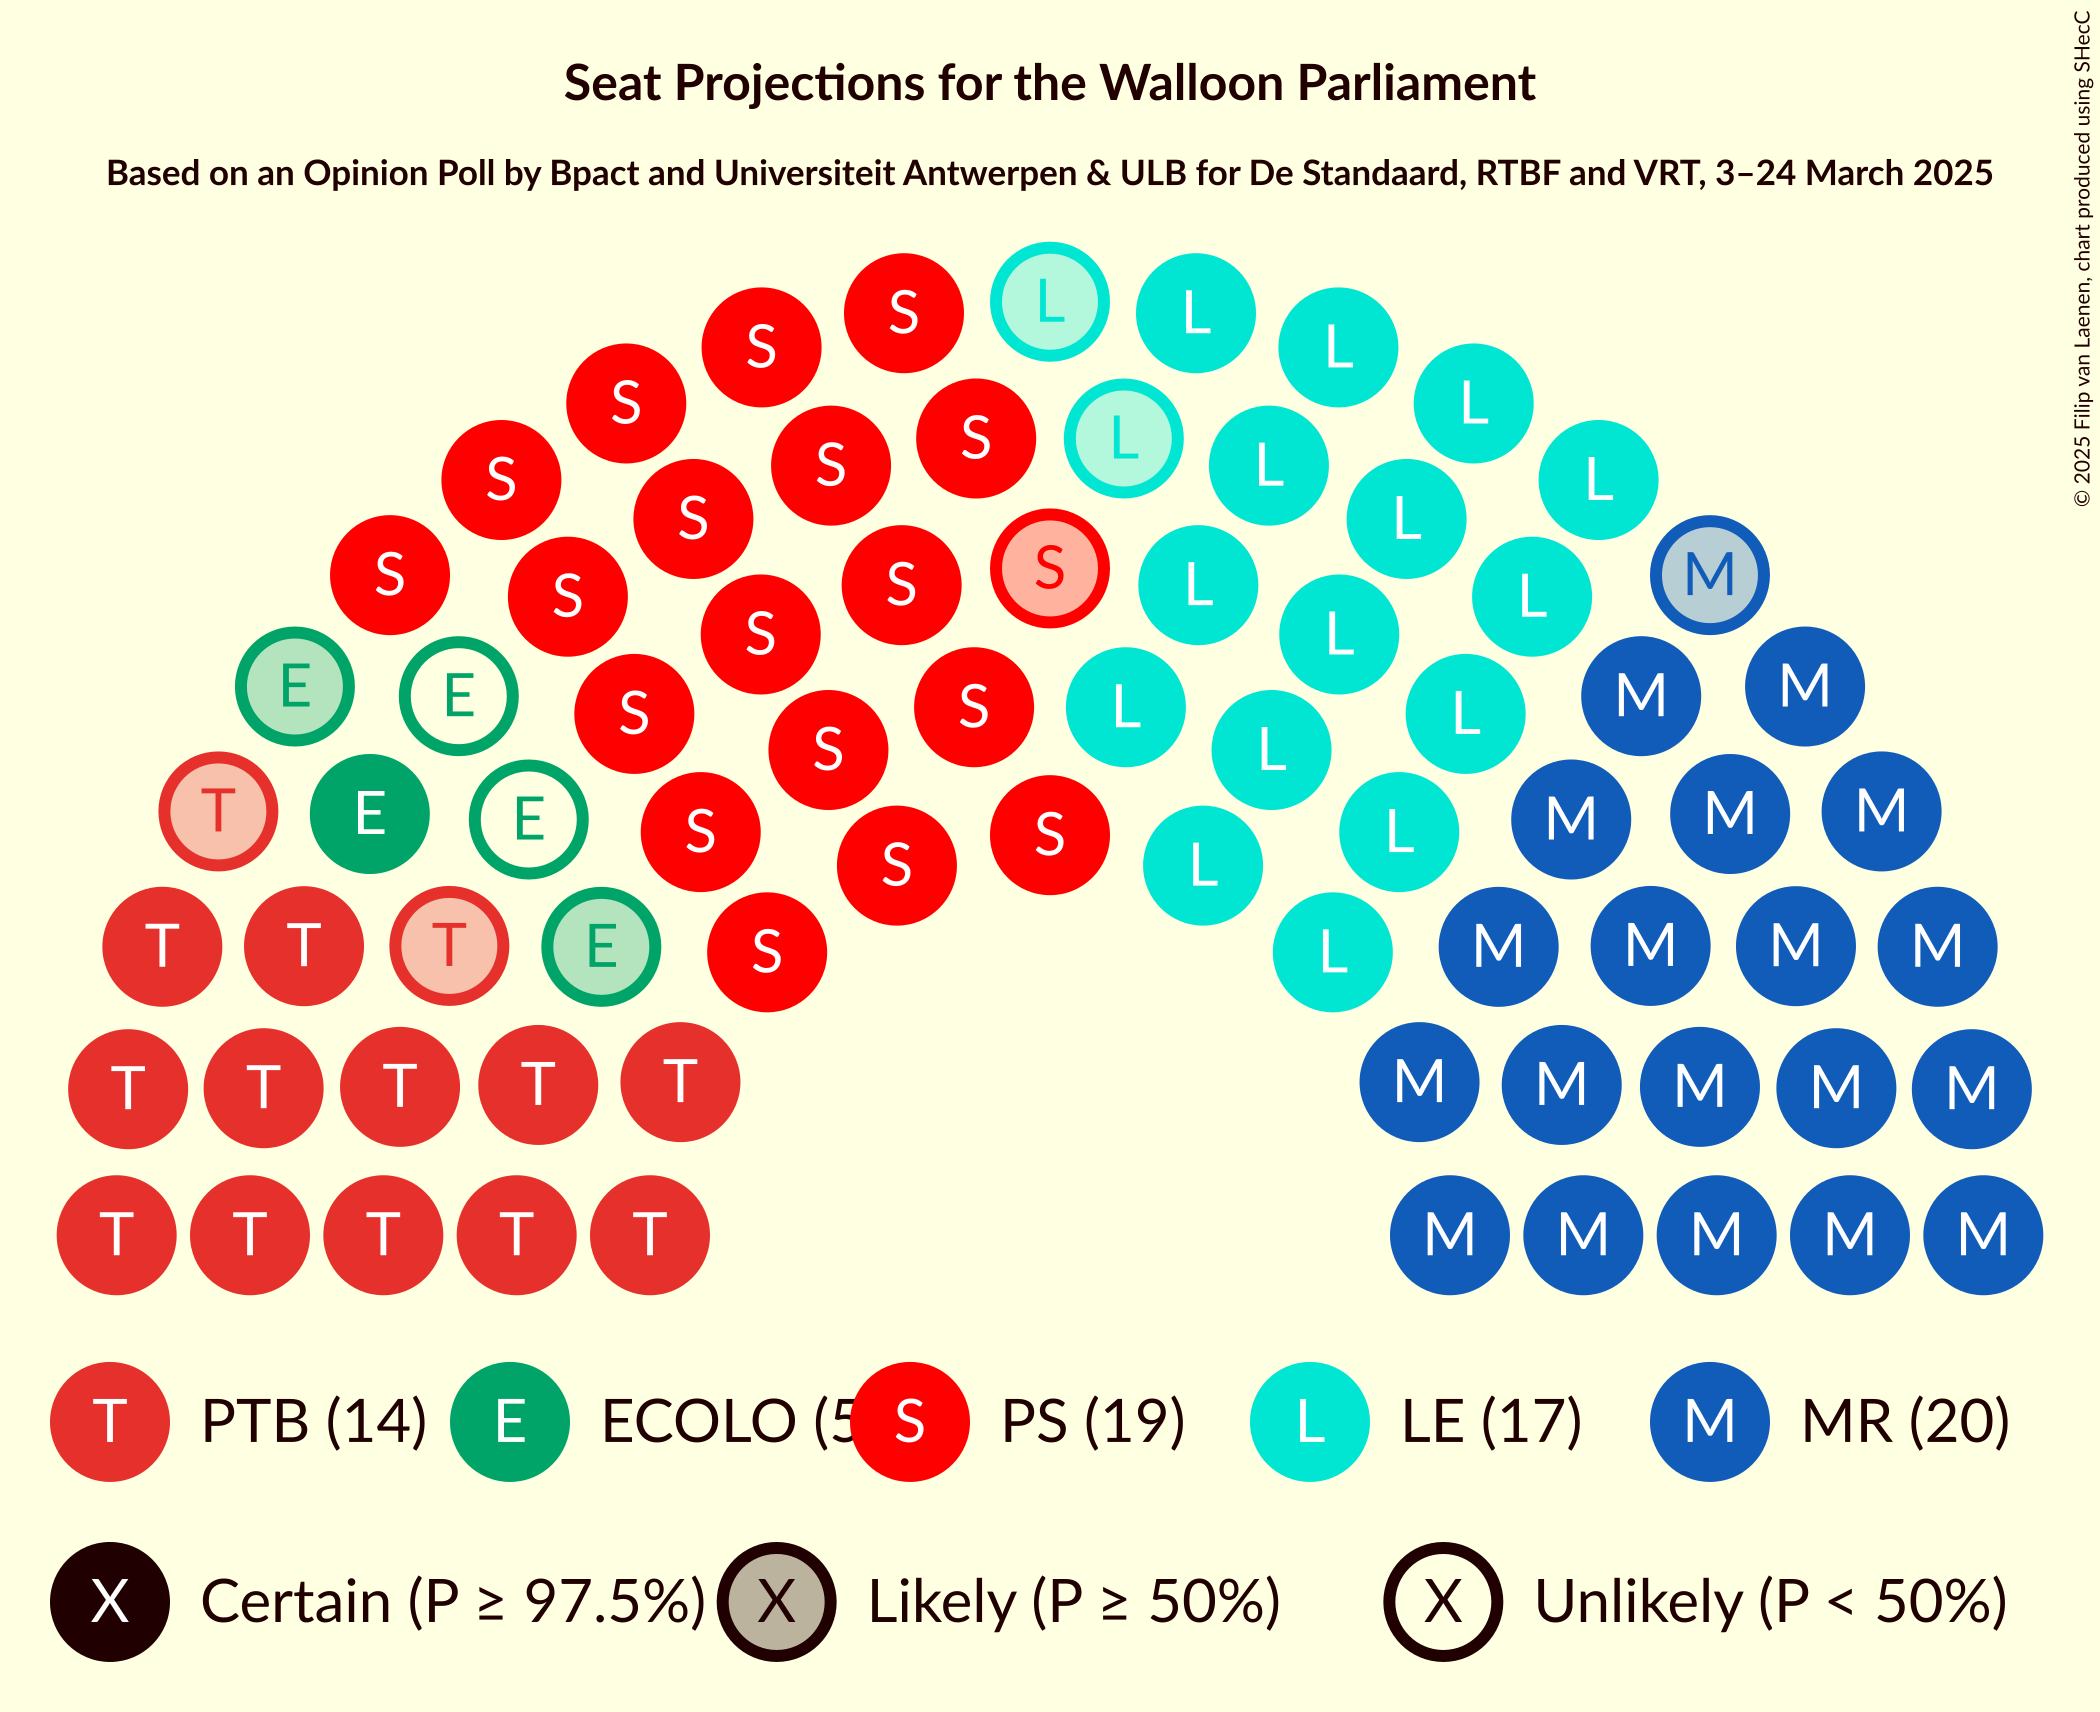 Seat Projections for the Walloon Parliament
Based on an Opinion Poll by Bpact and Universiteit Antwerpen & ULB for De Standaard, RTBF and VRT, 3–24 March 2025
© 2025 Filip van Laenen, chart produced using SHecC
S S L L L
S S S S L L L L
S S S S L L L M
S S S L L L
E E S S L L M M
T E E S S L L M M M
S S S L L
T T T E S L M M M M
T T T T T M M M M M
T T T T T M M M M M
T PTB (14) E ECOLO (5 S PS (19) L LE (17) M MR (20)
X Certain (P ≥ 97.5%) X Likely (P ≥ 50%) X Unlikely (P < 50%)